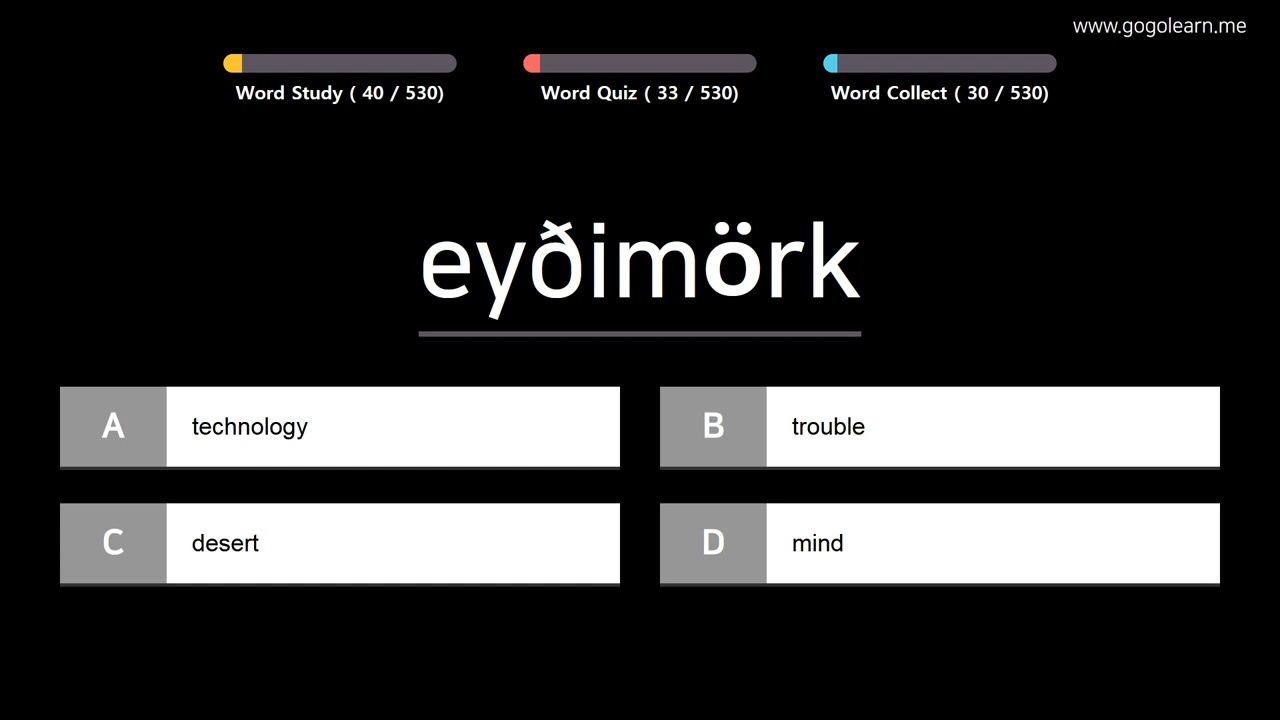 www.gogolearn.me
Word Study ( 40 / 530)
Word Quiz ( 33 / 530)
Word Collect ( 30 / 530)
eyðimörk
A technology
B trouble
C desert
D mind